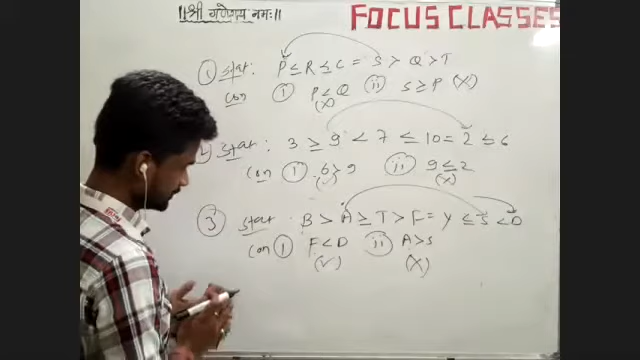 ॥श्री गणेशाय नमः॥
FOCUS CLASSES
① Stat: P ≤ R ≤ C = S > Q > T
Con ⓘ P < Q (X) ⓘⓘ S ≥ P (X)
Stat: 3 ≥ 9 < 7 ≤ 10 = 2 ≤ 6
Con ⓘ 6 > 9 (✓) ⓘⓘ 9 ≤ 2 (X)
③ Stat B > A ≥ T > F = Y ≤ S < D
Con ⓘ F < D (✓) ⓘⓘ A > S (X)